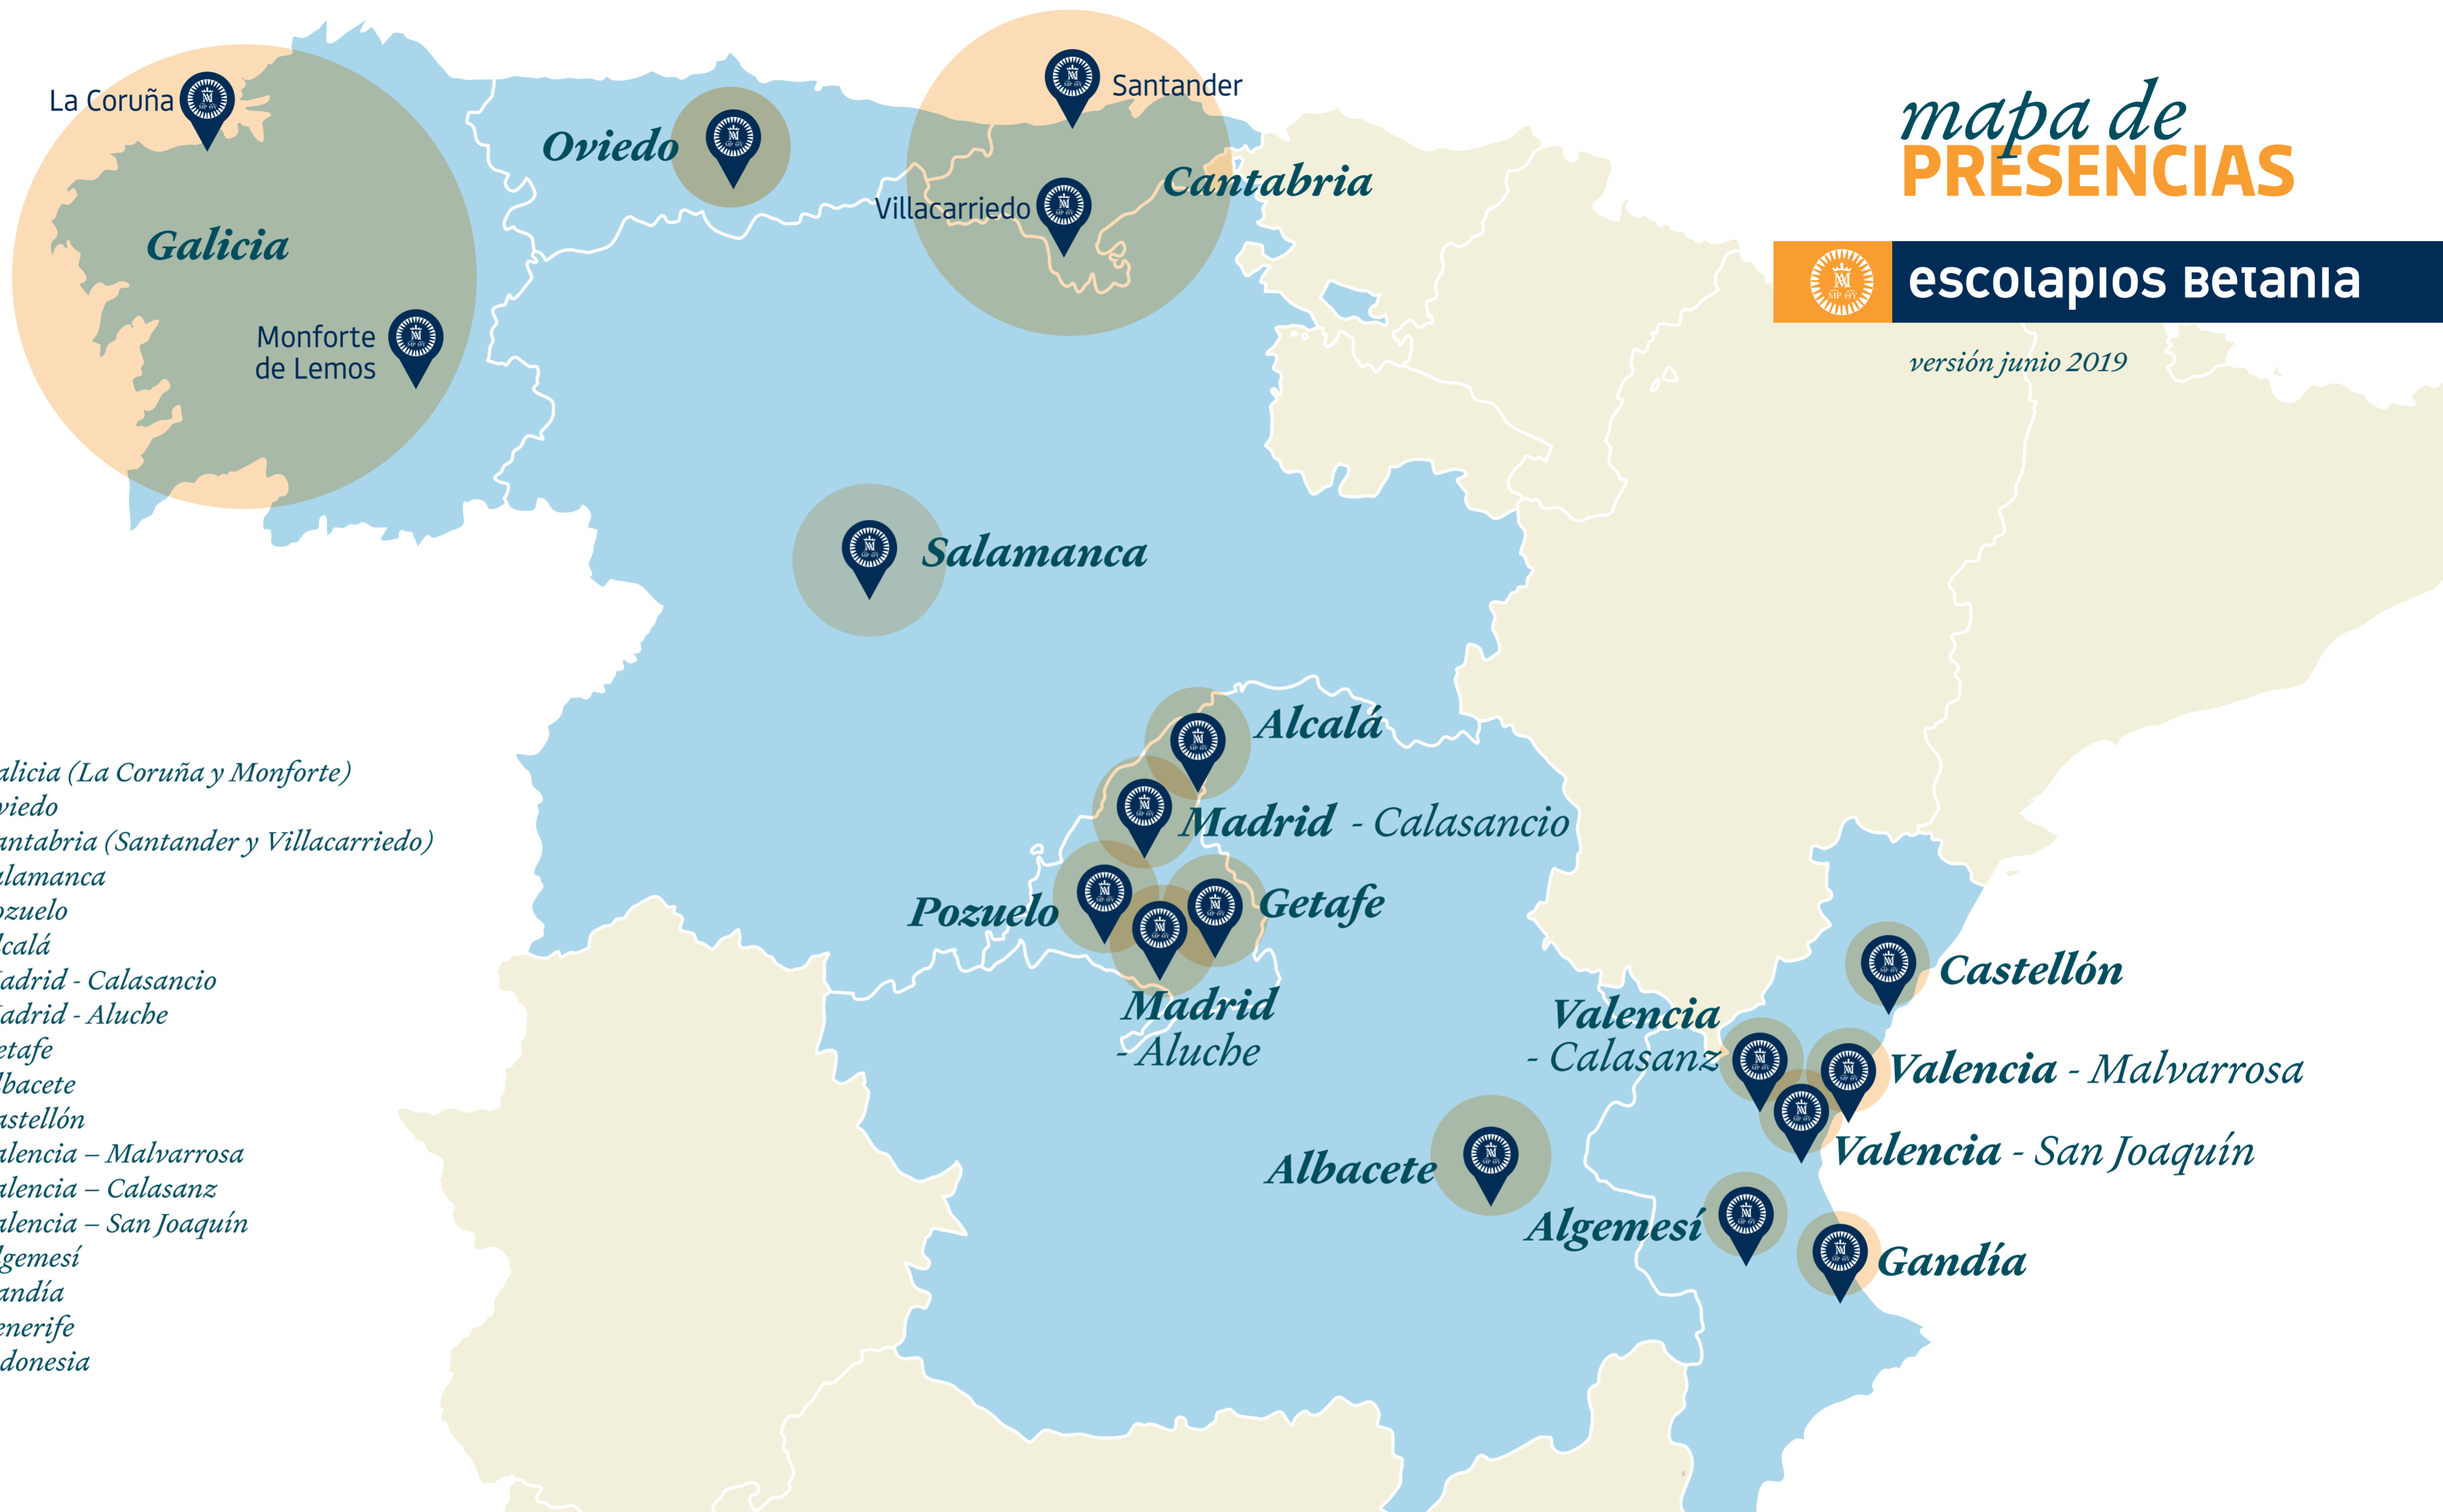 mapa de
PRESENCIAS
escolapios Betania
versión junio 2019
La Coruña
Galicia
Monforte
de Lemos
Oviedo
Santander
Cantabria
Villacarriedo
Salamanca
Alcalá
Madrid - Calasancio
Pozuelo
Getafe
Madrid
- Aluche
Castellón
Valencia
- Calasanz
Valencia - Malvarrosa
Valencia - San Joaquín
Albacete
Algemesí
Gandía
alicia (La Coruña y Monforte)
viedo
antabria (Santander y Villacarriedo)
alamanca
ozuelo
lcalá
adrid - Calasancio
adrid - Aluche
etafe
lbacete
astellón
alencia – Malvarrosa
alencia – Calasanz
alencia – San Joaquín
lgemesí
andía
enerife
donesia